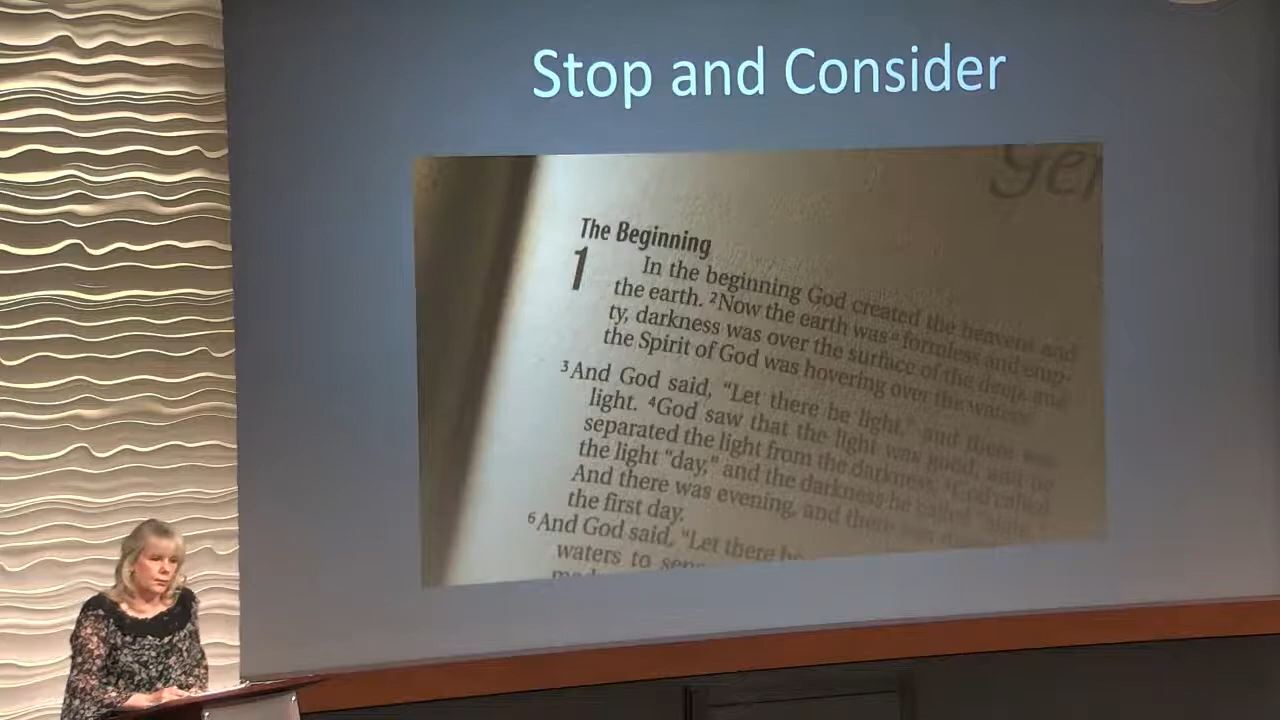 Stop and Consider
Gen
The Beginning
1 In the beginning God created the heavens and
the earth. ²Now the earth wasᵃ formless and emp-
ty, darkness was over the surface of the deep, and
the Spirit of God was hovering over the waters.
³And God said, “Let there be light,” and there was
light. ⁴God saw that the light was good, and he
separated the light from the darkness. ⁵God called
the light “day,” and the darkness he called “night.”
And there was evening, and there was
the first day.
⁶And God said, “Let there be
waters to